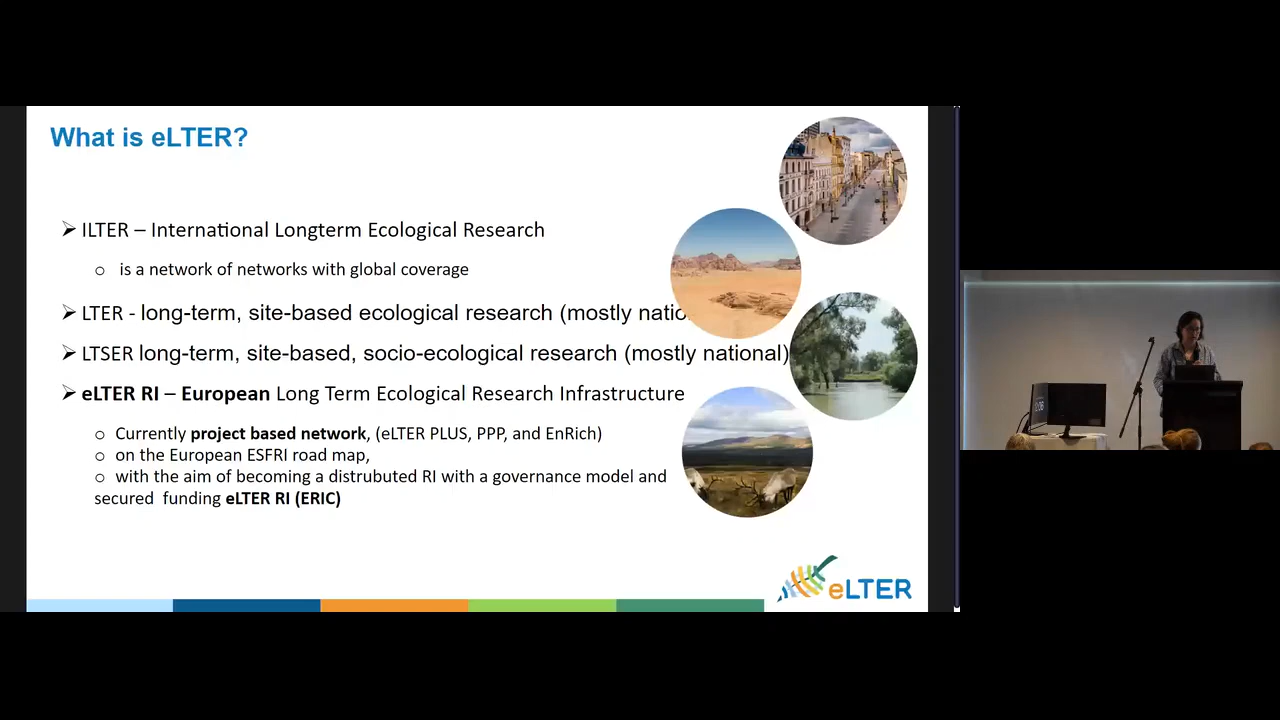 What is eLTER?
➢ ILTER – International Longterm Ecological Research
o is a network of networks with global coverage
➢ LTER - long-term, site-based ecological research (mostly natio
➢ LTSER long-term, site-based, socio-ecological research (mostly national)
➢ eLTER RI – European Long Term Ecological Research Infrastructure
o Currently project based network, (eLTER PLUS, PPP, and EnRich)
o on the European ESFRI road map,
o with the aim of becoming a distrubuted RI with a governance model and
secured funding eLTER RI (ERIC)
eLTER